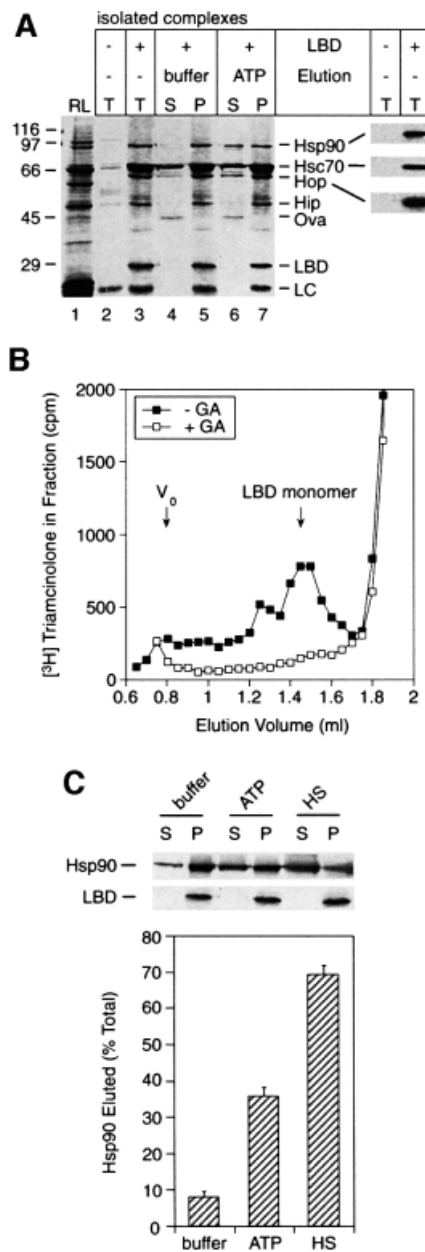 A
isolated complexes
- + + + LBD - +
- - buffer ATP Elution - -
RL T T S P S P T T
116
97
66
45
29
Hsp90
Hsc70
Hop
Hip
Ova
LBD
LC
1 2 3 4 5 6 7
B
2000
1500
1000
500
0
- GA
+ GA
V0
LBD monomer
[3H] Triamcinolone in Fraction (cpm)
0.6 0.8 1 1.2 1.4 1.6 1.8 2
Elution Volume (ml)
C
buffer ATP HS
S P S P S P
Hsp90
LBD
80
70
60
50
40
30
20
10
0
Hsp90 Eluted (% Total)
buffer ATP HS